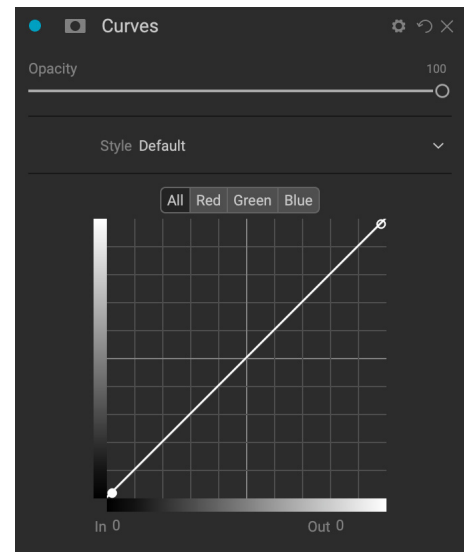 Curves
Opacity 100
Style Default
All Red Green Blue
In 0 Out 0